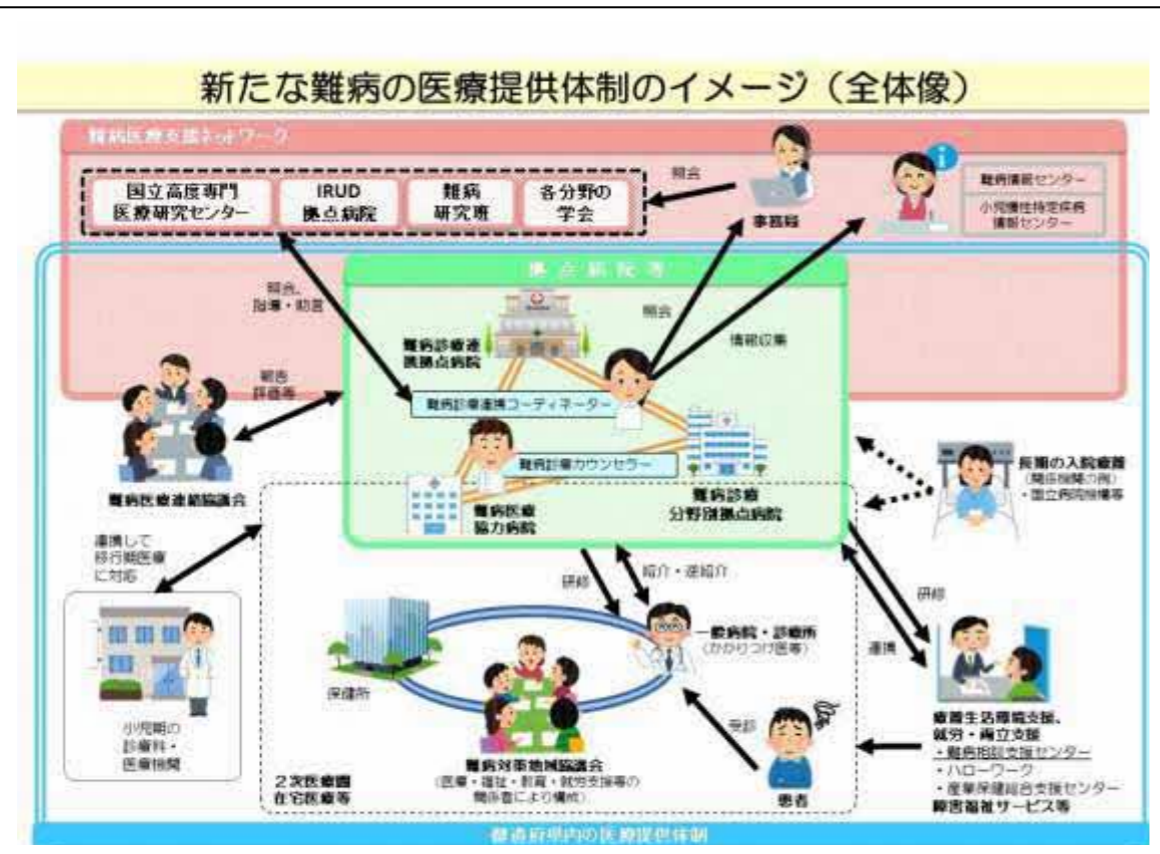 新たな難病の医療提供体制のイメージ（全体像）
難病医療支援ネットワーク
国立高度専門
医療研究センター
IRUD
拠点病院
難病
研究班
各分野の
学会
照会
事務局
難病情報センター
小児慢性特定疾病
情報センター
拠点病院等
照会、
指導・助言
難病診療連
携拠点病院
照会
情報収集
報告
評価等
難病診療連携コーディネーター
難病診療カウンセラー
難病医療連絡協議会
難病医療
協力病院
難病診療
分野別拠点病院
長期の入院療養
（関係機関の例）
・国立病院機構等
連携して
移行期医療
に対応
研修
紹介・逆紹介
研修
一般病院・診療所
（かかりつけ医等）
連携
保健所
小児期の
診療科・
医療機関
受診
療養生活環境支援、
就労・両立支援
・難病相談支援センター
・ハローワーク
・産業保健総合支援センター
障害福祉サービス等
難病対策地域協議会
（医療・福祉・教育・就労支援等の
関係者により構成）
２次医療圏
在宅医療等
患者
都道府県内の医療提供体制